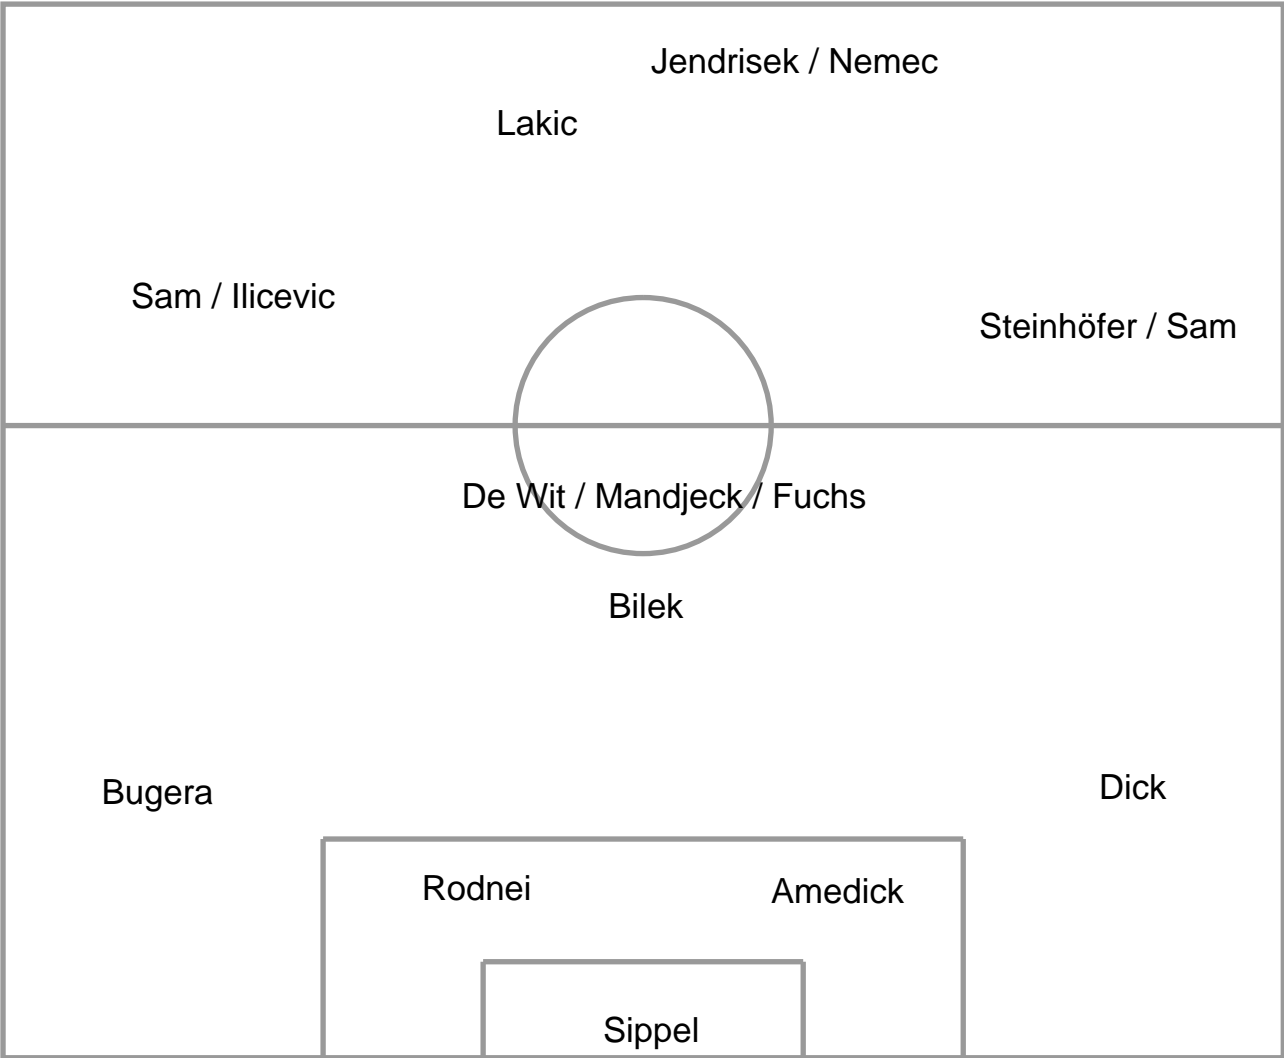 Jendrisek / Nemec
Lakic
Sam / Ilicevic
Steinhöfer / Sam
De Wit / Mandjeck / Fuchs
Bilek
Bugera
Dick
Rodnei
Amedick
Sippel